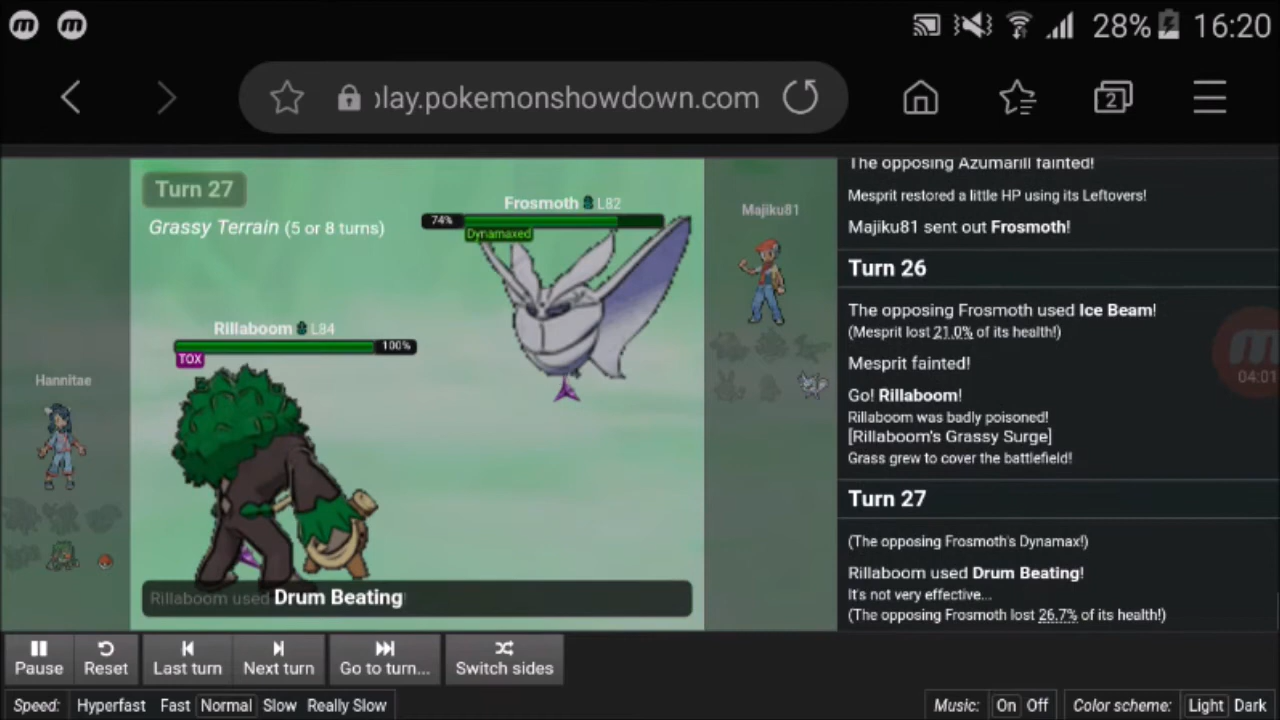 28% 16:20
play.pokemonshowdown.com
2
Turn 27
Grassy Terrain (5 or 8 turns)
Frosmoth L82
74%
Dynamaxed
Rillaboom L84
100%
TOX
Hannitae
Majiku81
Rillaboom used Drum Beating!
The opposing Azumarill fainted!
Mesprit restored a little HP using its Leftovers!
Majiku81 sent out Frosmoth!
Turn 26
The opposing Frosmoth used Ice Beam!
(Mesprit lost 21.0% of its health!)
Mesprit fainted!
Go! Rillaboom!
Rillaboom was badly poisoned!
[Rillaboom's Grassy Surge]
Grass grew to cover the battlefield!
Turn 27
(The opposing Frosmoth's Dynamax!)
Rillaboom used Drum Beating!
It's not very effective...
(The opposing Frosmoth lost 26.7% of its health!)
04:01
Pause Reset Last turn Next turn Go to turn... Switch sides
Speed: Hyperfast Fast Normal Slow Really Slow
Music: On Off Color scheme: Light Dark